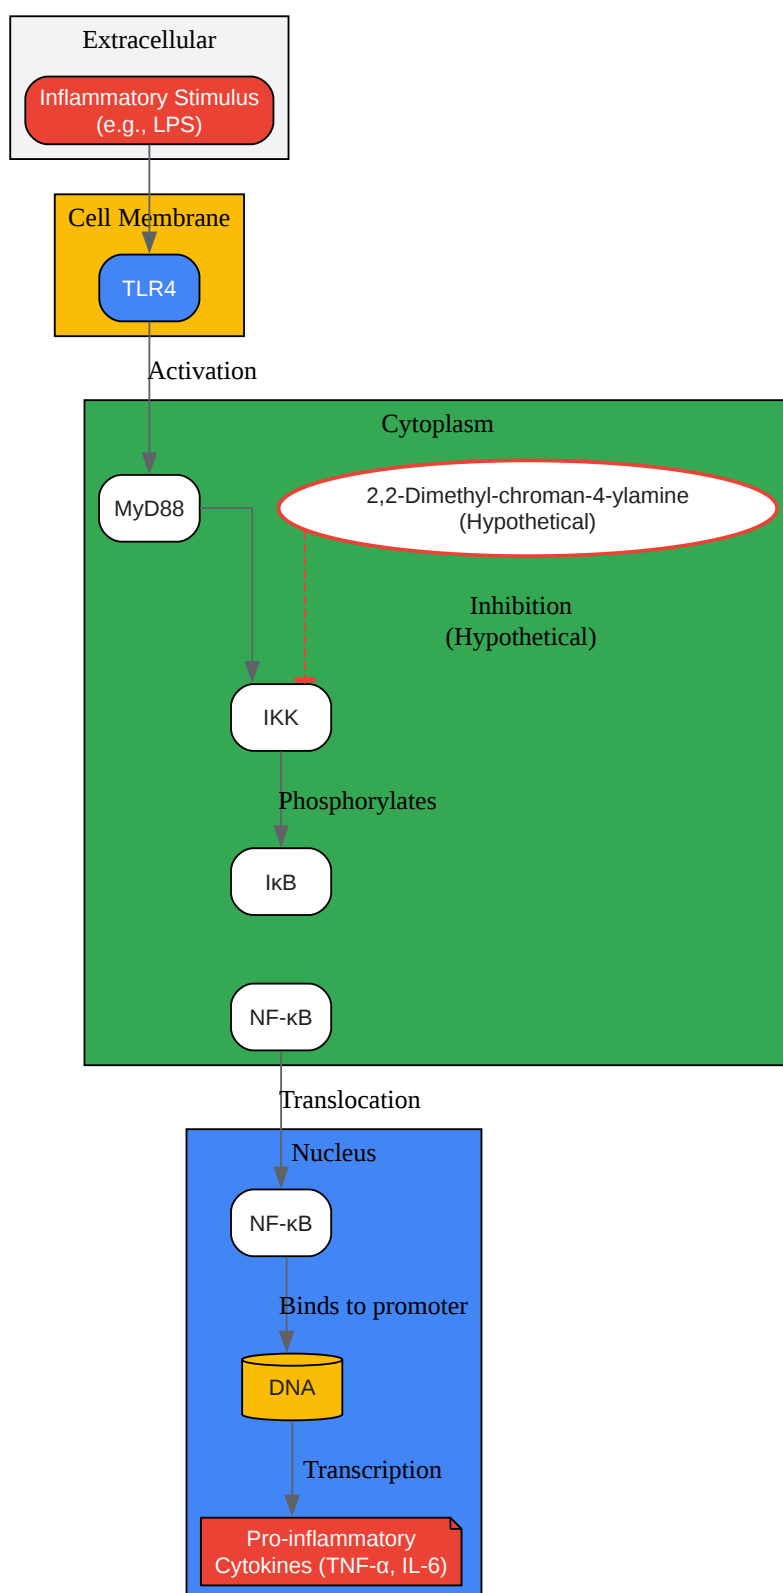 Extracellular
Inflammatory Stimulus
(e.g., LPS)
Cell Membrane
TLR4
Activation
Cytoplasm
MyD88
2,2-Dimethyl-chroman-4-ylamine
(Hypothetical)
Inhibition
(Hypothetical)
IKK
Phosphorylates
IκB
NF-κB
Translocation
Nucleus
NF-κB
Binds to promoter
DNA
Transcription
Pro-inflammatory
Cytokines (TNF-α, IL-6)